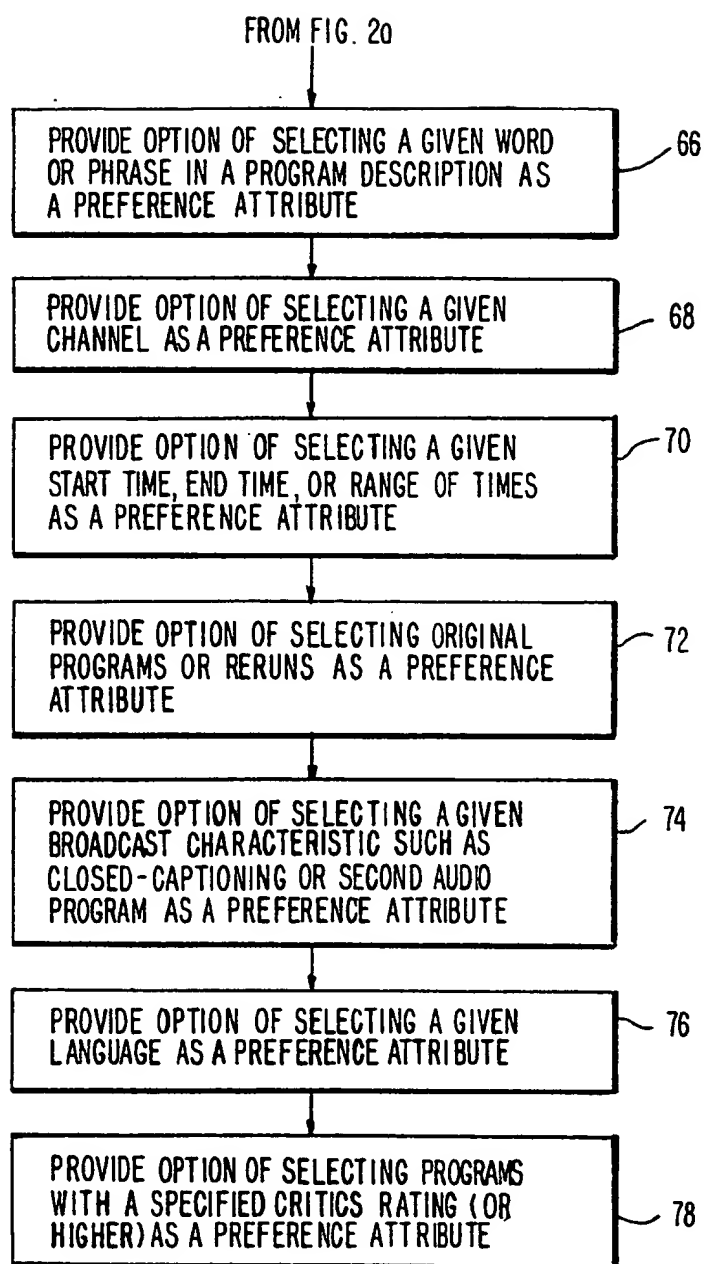 FROM FIG. 2a
PROVIDE OPTION OF SELECTING A GIVEN WORD
OR PHRASE IN A PROGRAM DESCRIPTION AS
A PREFERENCE ATTRIBUTE
66
PROVIDE OPTION OF SELECTING A GIVEN
CHANNEL AS A PREFERENCE ATTRIBUTE
68
PROVIDE OPTION OF SELECTING A GIVEN
START TIME, END TIME, OR RANGE OF TIMES
AS A PREFERENCE ATTRIBUTE
70
PROVIDE OPTION OF SELECTING ORIGINAL
PROGRAMS OR RERUNS AS A PREFERENCE
ATTRIBUTE
72
PROVIDE OPTION OF SELECTING A GIVEN
BROADCAST CHARACTERISTIC SUCH AS
CLOSED-CAPTIONING OR SECOND AUDIO
PROGRAM AS A PREFERENCE ATTRIBUTE
74
PROVIDE OPTION OF SELECTING A GIVEN
LANGUAGE AS A PREFERENCE ATTRIBUTE
76
PROVIDE OPTION OF SELECTING PROGRAMS
WITH A SPECIFIED CRITICS RATING (OR
HIGHER) AS A PREFERENCE ATTRIBUTE
78